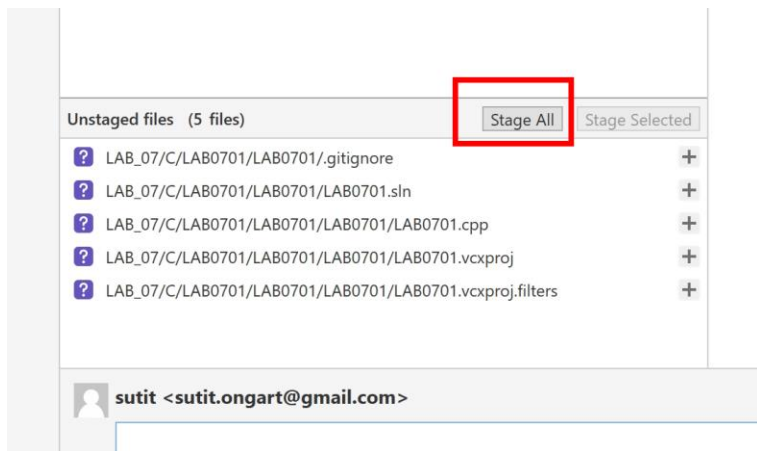 Unstaged files (5 files) Stage All Stage Selected
? LAB_07/C/LAB0701/LAB0701/.gitignore +
? LAB_07/C/LAB0701/LAB0701/LAB0701.sln +
? LAB_07/C/LAB0701/LAB0701/LAB0701/LAB0701.cpp +
? LAB_07/C/LAB0701/LAB0701/LAB0701/LAB0701.vcxproj +
? LAB_07/C/LAB0701/LAB0701/LAB0701/LAB0701.vcxproj.filters +
sutit <sutit.ongart@gmail.com>